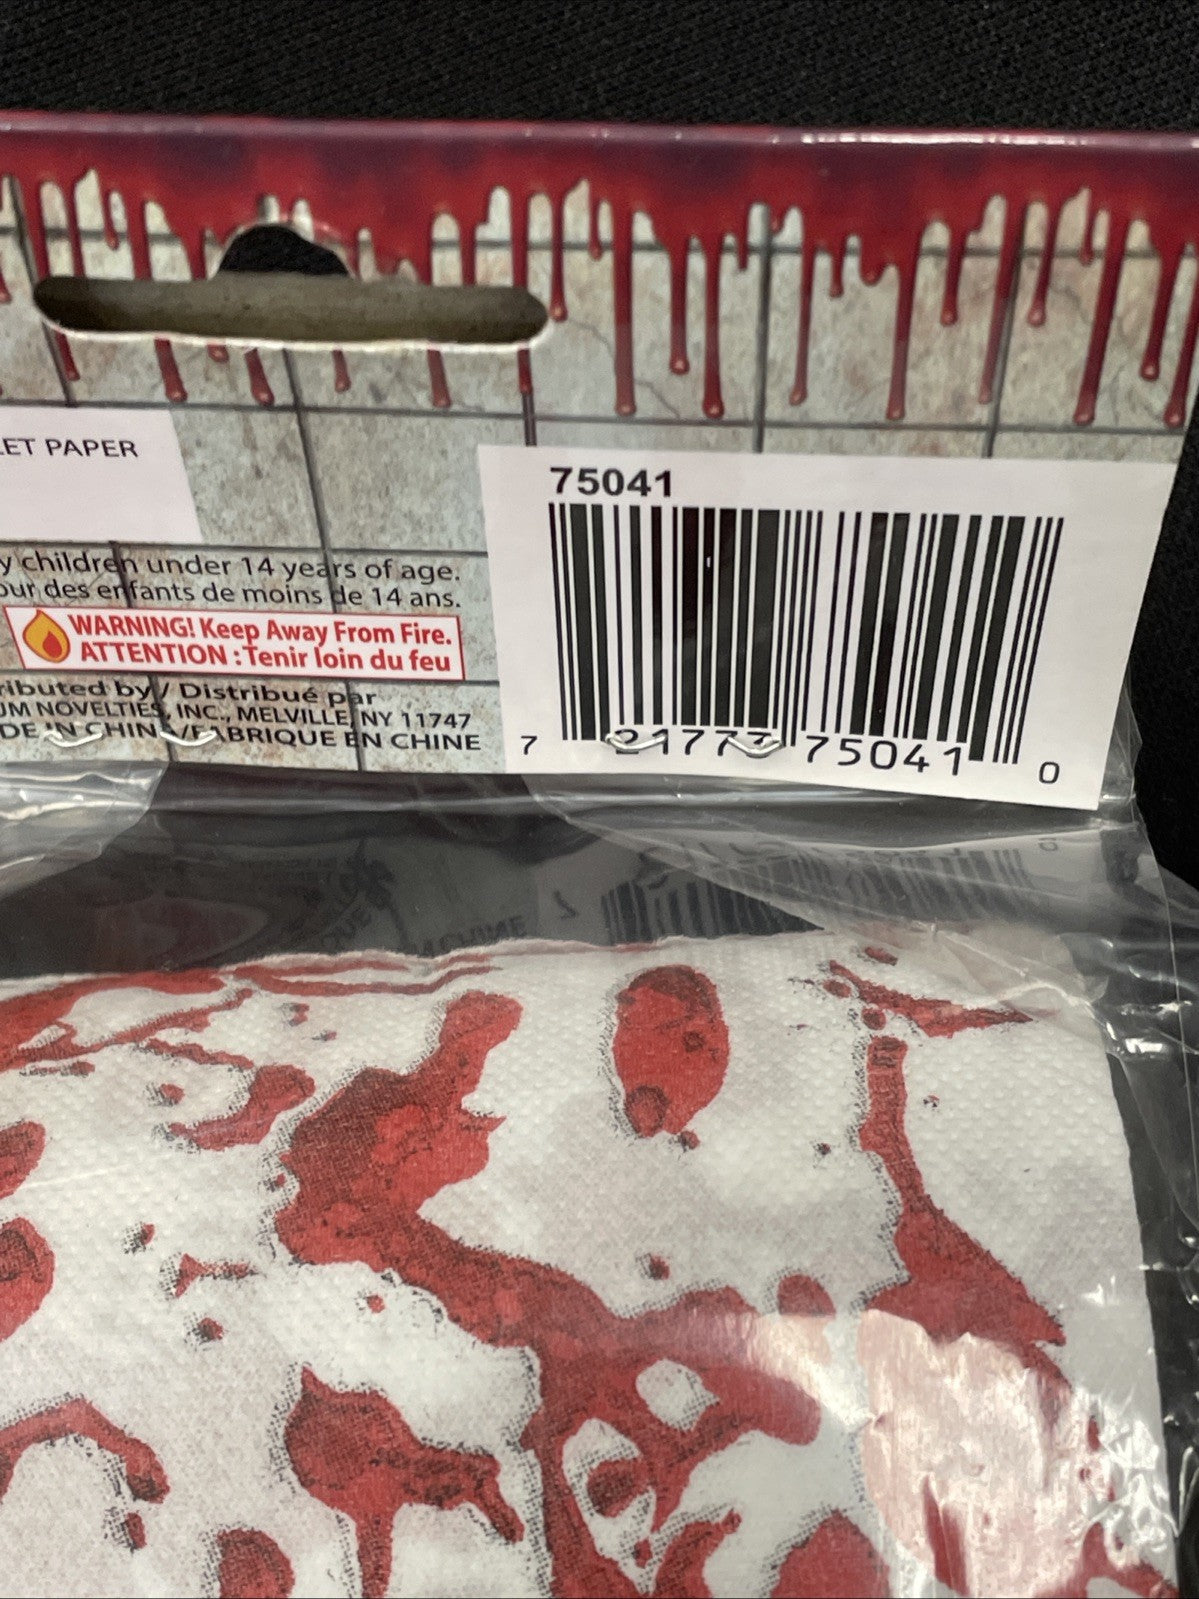 LET PAPER
75041
y children under 14 years of age.
our des enfants de moins de 14 ans.
WARNING! Keep Away From Fire.
ATTENTION : Tenir loin du feu
ributed by / Distribué par
UM NOVELTIES, INC., MELVILLE, NY 11747
DE IN CHINA/FABRIQUE EN CHINE
7 21773 75041 0